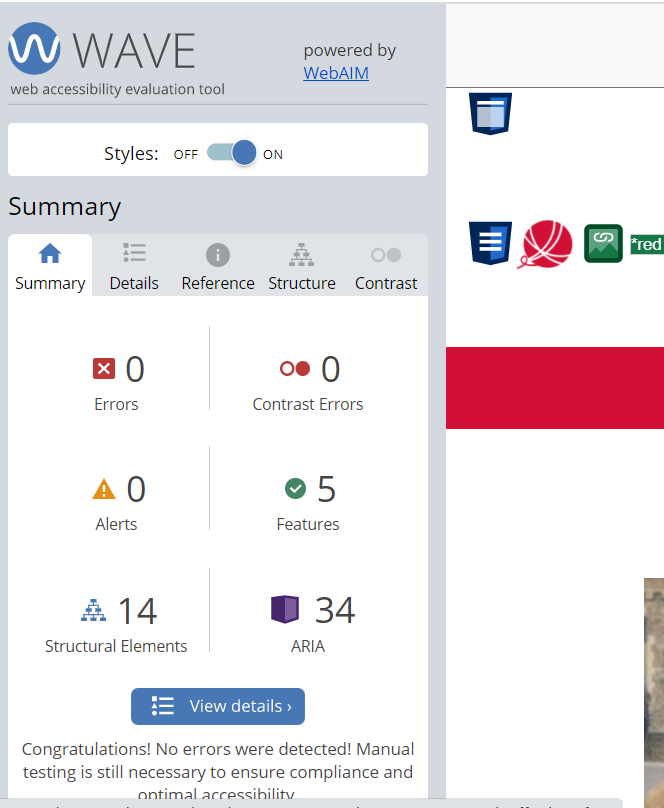 WAVE
web accessibility evaluation tool
powered by
WebAIM
Styles: OFF ON
Summary
Summary Details Reference Structure Contrast
0 0
Errors Contrast Errors
0 5
Alerts Features
14 34
Structural Elements ARIA
View details ›
Congratulations! No errors were detected! Manual
testing is still necessary to ensure compliance and
optimal accessibility.
*red